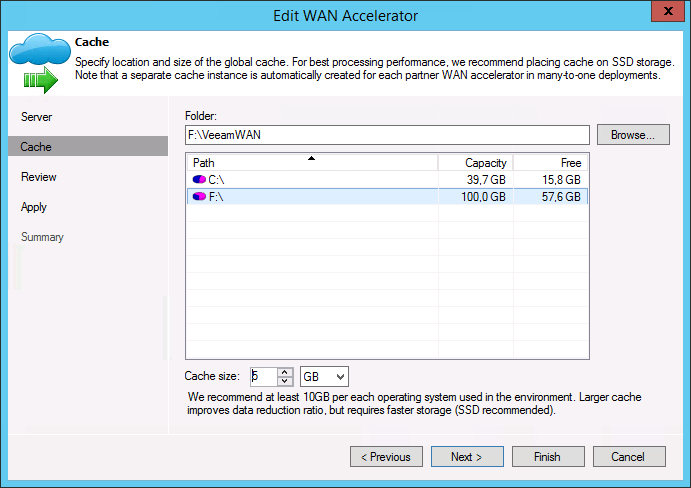 Edit WAN Accelerator
x
Cache
Specify location and size of the global cache. For best processing performance, we recommend placing cache on SSD storage.
Note that a separate cache instance is automatically created for each partner WAN accelerator in many-to-one deployments.
Server
Cache
Review
Apply
Summary
Folder:
F:\VeeamWAN
Browse...
Path Capacity Free
C:\ 39,7 GB 15,8 GB
F:\ 100,0 GB 57,6 GB
Cache size: 5 GB
We recommend at least 10GB per each operating system used in the environment. Larger cache
improves data reduction ratio, but requires faster storage (SSD recommended).
< Previous Next > Finish Cancel